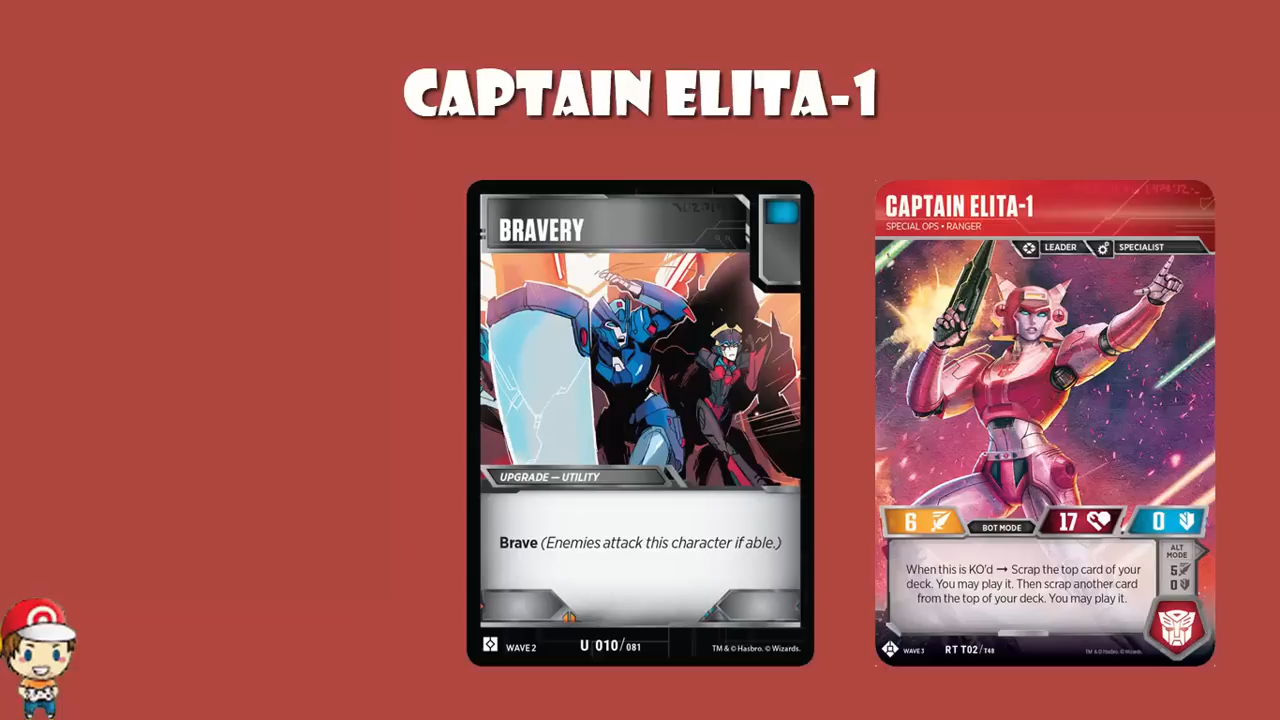 CAPTAIN ELITA-1
BRAVERY
UPGRADE — UTILITY
Brave (Enemies attack this character if able.)
WAVE 2
U 010/081
TM & © Hasbro. © Wizards.
CAPTAIN ELITA-1
SPECIAL OPS • RANGER
LEADER
SPECIALIST
6
BOT MODE
17
0
When this is KO'd → Scrap the top card of your
deck. You may play it. Then scrap another card
from the top of your deck. You may play it.
ALT
MODE
5
0
WAVE 3
RT T02/T48
TM & © Hasbro. © Wizards.